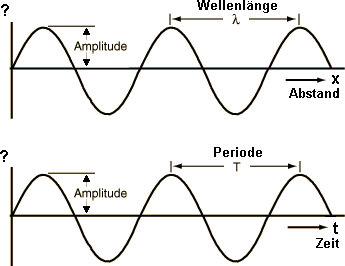 ?
Wellenlänge
λ
Amplitude
x
Abstand
?
Periode
T
Amplitude
t
Zeit